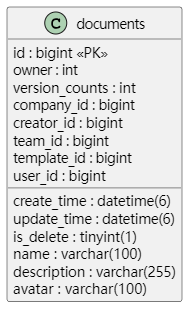 C documents
id : bigint «PK»
owner : int
version_counts : int
company_id : bigint
creator_id : bigint
team_id : bigint
template_id : bigint
user_id : bigint
create_time : datetime(6)
update_time : datetime(6)
is_delete : tinyint(1)
name : varchar(100)
description : varchar(255)
avatar : varchar(100)